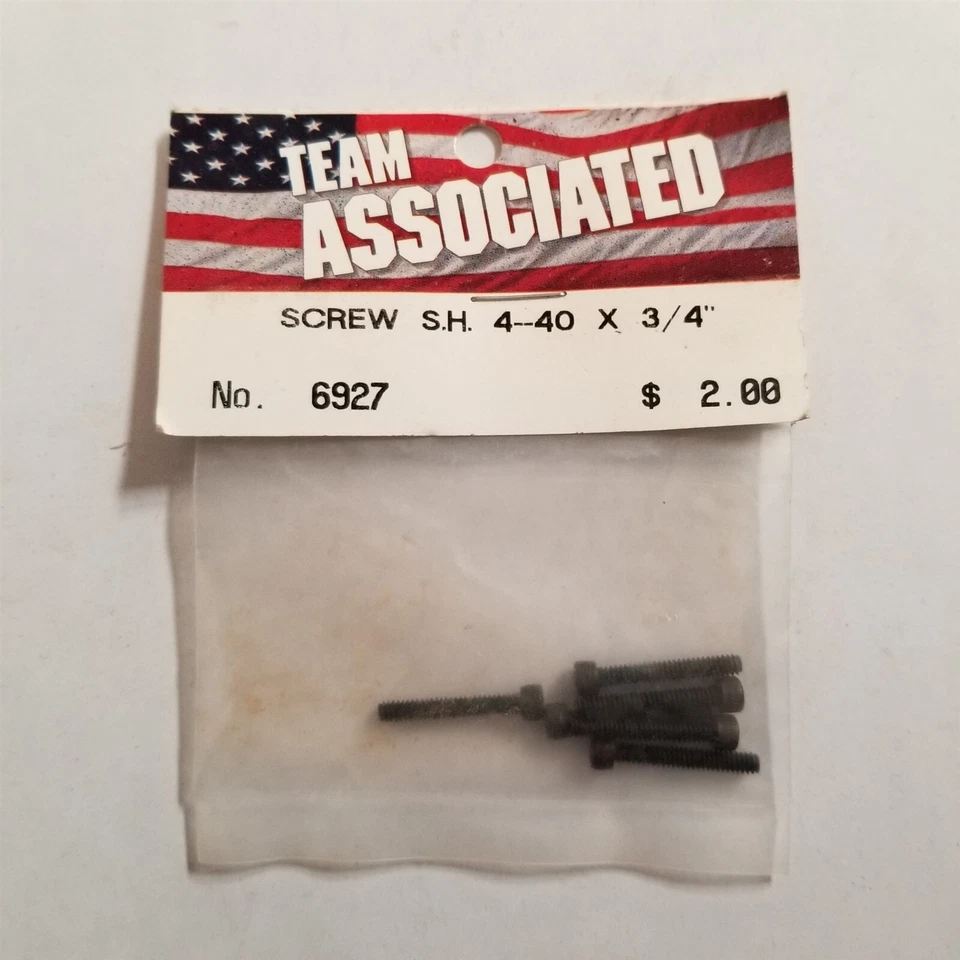 TEAM
ASSOCIATED
SCREW S.H. 4--40 X 3/4"
No. 6927 $ 2.00